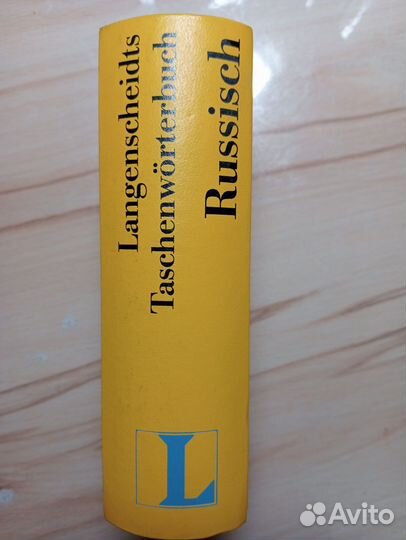 Langenscheidts
Taschenwörterbuch
Russisch
L
Avito